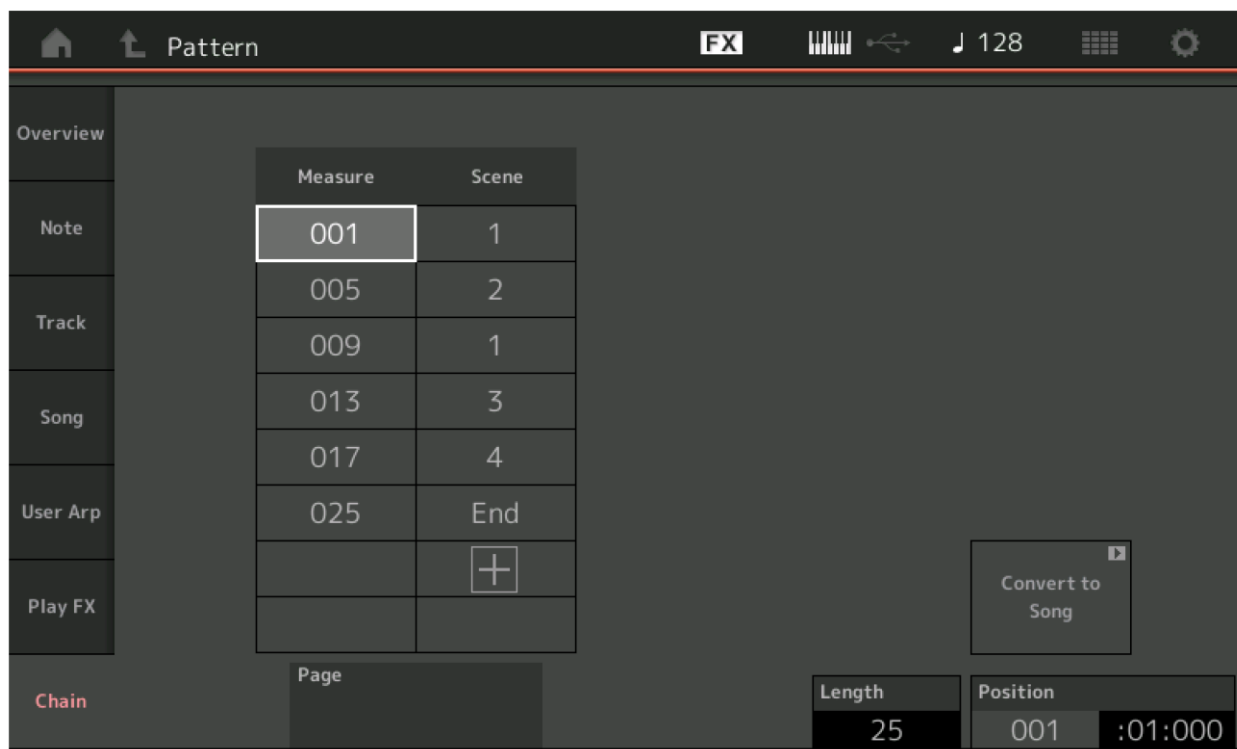 Pattern FX ♩ 128
Overview
Note
Track
Song
User Arp
Play FX
Chain
Measure Scene
001 1
005 2
009 1
013 3
017 4
025 End
+
Page
Convert to
Song
Length
25
Position
001 :01:000